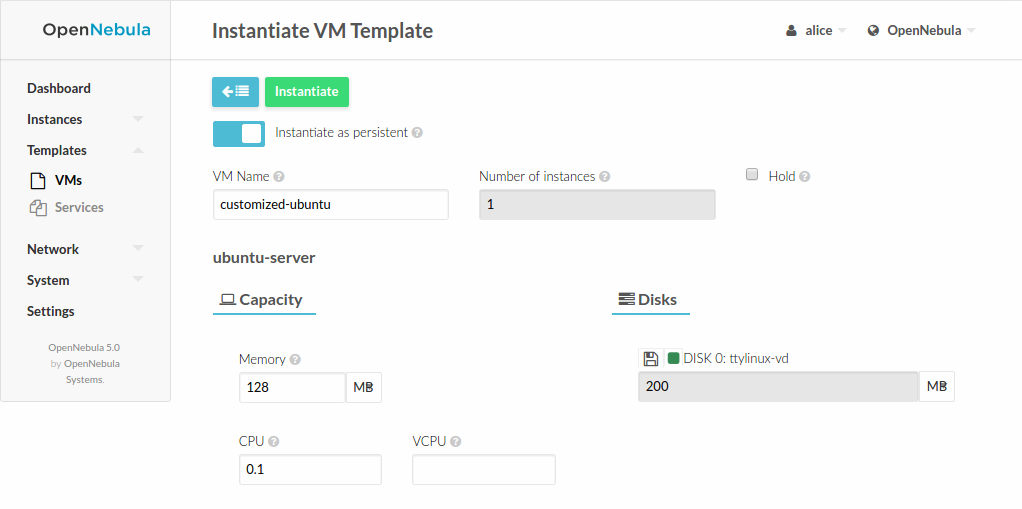 OpenNebula
Instantiate VM Template
alice
OpenNebula
Dashboard
Instances
Templates
VMs
Services
Network
System
Settings
OpenNebula 5.0
by OpenNebula
Systems.
Instantiate
Instantiate as persistent
VM Name
Number of instances
Hold
customized-ubuntu
1
ubuntu-server
Capacity
Disks
Memory
DISK 0: ttylinux-vd
128
MB
200
MB
CPU
VCPU
0.1